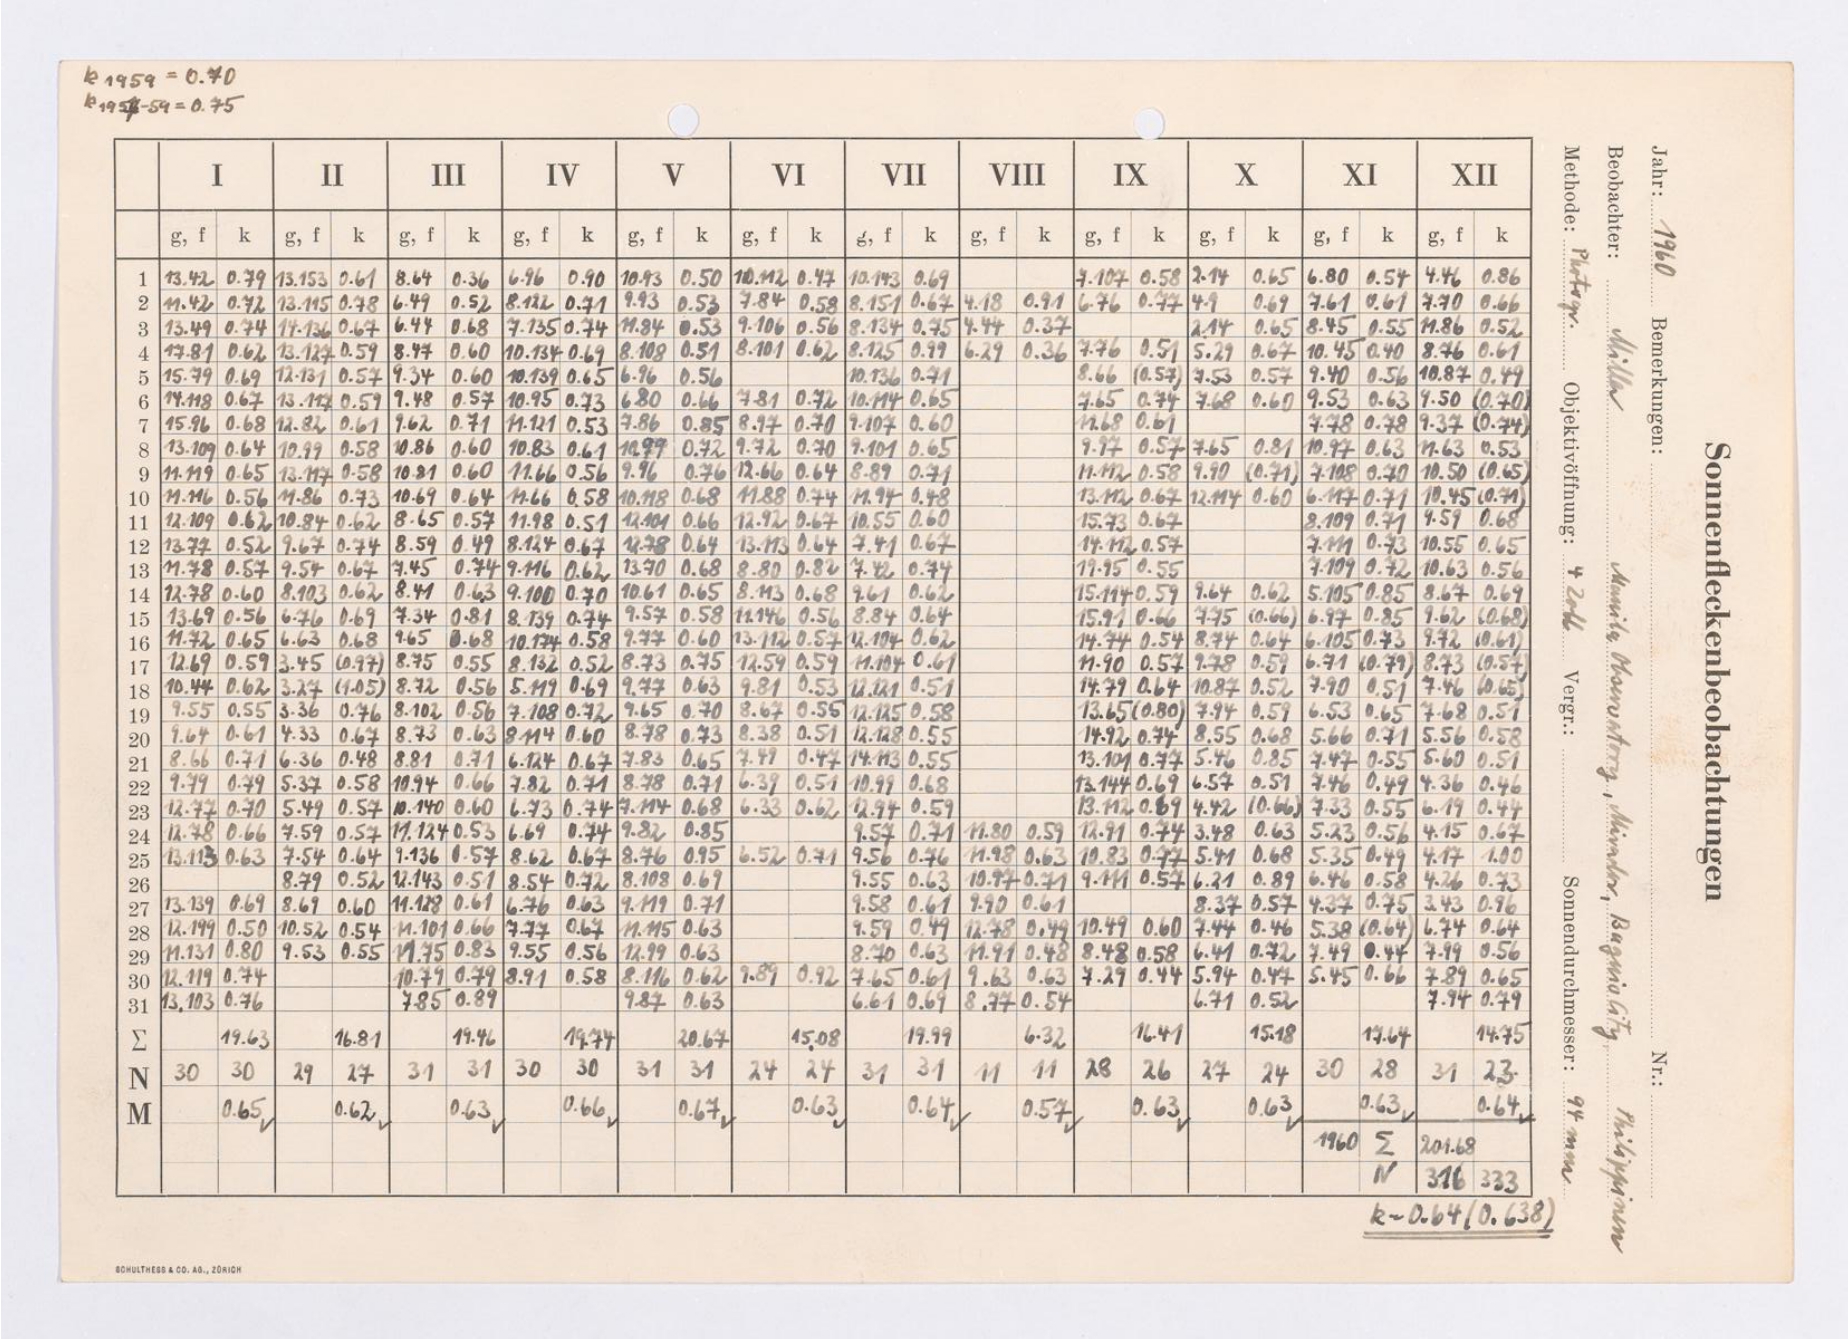 k 1959 = 0.70
k 1957-59 = 0.75
Sonnenfleckenbeobachtungen
Jahr: 1960 Bemerkungen: Nr.:
Beobachter: Miller Manila Observatory, Mirador, Baguio City Philippinen
Methode: Photogr. Objektivöffnung: 4 Zoll Vergr.: Sonnendurchmesser: 94 mm
I II III IV V VI VII VIII IX X XI XII
g, f k g, f k g, f k g, f k g, f k g, f k g, f k g, f k g, f k g, f k g, f k g, f k
1 13.42 0.79 13.153 0.61 8.64 0.36 6.96 0.90 10.93 0.50 10.112 0.47 10.143 0.69 7.107 0.58 2.14 0.65 6.80 0.54 4.46 0.86
2 11.42 0.72 13.115 0.78 6.49 0.52 8.122 0.71 9.93 0.53 7.84 0.58 8.151 0.67 4.18 0.91 6.76 0.77 4.9 0.69 7.61 0.61 7.70 0.66
3 13.49 0.74 14.136 0.67 6.44 0.68 7.135 0.74 11.84 0.53 9.106 0.56 8.134 0.75 4.44 0.37 2.14 0.65 8.45 0.55 11.86 0.52
4 17.81 0.62 13.127 0.59 8.47 0.60 10.134 0.69 8.108 0.51 8.101 0.62 8.125 0.99 6.29 0.36 7.76 0.51 5.29 0.67 10.45 0.40 8.76 0.61
5 15.79 0.69 12.131 0.57 9.34 0.60 10.139 0.65 6.96 0.56 10.136 0.71 8.66 (0.57) 7.53 0.57 9.40 0.56 10.87 0.49
6 14.118 0.67 13.117 0.59 9.48 0.57 10.95 0.73 6.80 0.66 7.81 0.72 10.114 0.65 7.65 0.74 7.68 0.60 9.53 0.63 9.50 (0.70)
7 15.96 0.68 12.82 0.61 9.62 0.71 11.121 0.53 7.86 0.85 8.97 0.70 9.107 0.60 11.68 0.61 7.78 0.78 9.37 (0.74)
8 13.109 0.64 10.99 0.58 10.86 0.60 10.83 0.61 10.99 0.72 9.72 0.70 9.101 0.65 9.97 0.57 7.65 0.81 10.97 0.63 11.63 0.53
9 11.119 0.65 13.117 0.58 10.81 0.60 11.66 0.56 9.96 0.76 12.66 0.64 8.89 0.71 11.112 0.58 9.90 (0.71) 7.108 0.70 10.50 (0.65)
10 11.116 0.56 11.86 0.73 10.69 0.64 11.66 0.58 10.118 0.68 11.88 0.74 11.94 0.48 13.112 0.67 12.114 0.60 6.117 0.71 10.45 (0.71)
11 12.109 0.62 10.84 0.62 8.65 0.57 11.98 0.51 12.101 0.66 12.92 0.67 10.55 0.60 15.73 0.67 8.109 0.71 9.59 0.68
12 13.77 0.52 9.67 0.74 8.59 0.49 8.124 0.67 12.78 0.64 13.113 0.64 7.41 0.67 14.112 0.57 7.111 0.73 10.55 0.65
13 11.78 0.57 9.54 0.67 7.45 0.74 9.116 0.62 13.70 0.68 8.80 0.82 7.42 0.74 17.95 0.55 7.109 0.72 10.63 0.56
14 12.78 0.60 8.103 0.62 8.41 0.63 9.100 0.70 10.61 0.65 8.113 0.68 9.61 0.62 15.114 0.59 9.64 0.62 5.105 0.85 8.67 0.69
15 13.69 0.56 6.76 0.69 7.34 0.81 8.139 0.74 9.57 0.58 11.146 0.56 8.84 0.64 15.91 0.66 7.75 (0.66) 6.97 0.85 9.62 (0.68)
16 11.72 0.65 6.63 0.68 9.65 0.68 10.174 0.58 9.77 0.60 13.112 0.57 12.104 0.62 14.74 0.54 8.74 0.64 6.105 0.73 9.72 (0.61)
17 12.69 0.59 3.45 (0.97) 8.75 0.55 8.132 0.52 8.73 0.75 12.59 0.59 11.104 0.61 11.90 0.57 9.78 0.59 6.71 (0.79) 8.73 (0.57)
18 10.44 0.62 3.27 (1.05) 8.72 0.56 5.119 0.69 9.77 0.63 9.81 0.53 12.121 0.51 14.79 0.64 10.87 0.52 7.90 0.51 7.46 (0.65)
19 9.55 0.55 3.36 0.76 8.102 0.56 7.108 0.72 9.65 0.70 8.67 0.55 12.125 0.58 13.65 (0.80) 7.94 0.59 6.53 0.65 7.68 0.51
20 9.64 0.61 4.33 0.67 8.73 0.63 8.114 0.60 8.78 0.73 8.38 0.51 12.128 0.55 14.92 0.74 8.55 0.68 5.66 0.71 5.56 0.58
21 8.66 0.71 6.36 0.48 8.81 0.71 6.124 0.67 7.83 0.65 7.49 0.47 14.113 0.55 13.101 0.77 5.46 0.85 7.47 0.55 5.60 0.51
22 9.79 0.79 5.37 0.58 10.94 0.66 7.82 0.71 8.78 0.71 6.39 0.51 10.99 0.68 13.144 0.69 6.57 0.51 7.46 0.49 4.36 0.46
23 12.77 0.70 5.49 0.57 10.140 0.60 6.73 0.74 7.114 0.68 6.33 0.62 12.94 0.59 13.112 0.69 4.42 (0.66) 7.33 0.55 6.19 0.44
24 12.78 0.66 7.59 0.57 11.124 0.53 6.69 0.74 9.82 0.85 9.57 0.71 11.80 0.59 12.91 0.74 3.48 0.63 5.23 0.56 4.15 0.67
25 13.113 0.63 7.54 0.64 9.136 0.57 8.62 0.67 8.76 0.95 6.52 0.71 9.56 0.76 11.98 0.63 10.83 0.77 5.41 0.68 5.35 0.49 4.17 1.00
26 8.79 0.52 12.143 0.51 8.54 0.72 8.108 0.69 9.55 0.63 10.97 0.71 9.111 0.57 6.21 0.89 6.46 0.58 4.26 0.73
27 13.139 0.69 8.69 0.60 11.128 0.61 6.76 0.63 9.119 0.71 9.58 0.61 9.90 0.61 8.37 0.57 4.37 0.75 3.43 0.96
28 12.199 0.50 10.52 0.54 11.101 0.66 7.77 0.67 11.115 0.63 9.59 0.49 12.78 0.49 10.49 0.60 7.44 0.46 5.38 (0.64) 6.74 0.64
29 11.131 0.80 9.53 0.55 11.75 0.83 9.55 0.56 12.99 0.63 8.70 0.63 11.91 0.48 8.48 0.58 6.41 0.72 7.49 0.44 7.99 0.56
30 12.119 0.74 10.79 0.79 8.91 0.58 8.116 0.62 9.89 0.92 7.65 0.61 9.63 0.63 7.29 0.44 5.94 0.47 5.45 0.66 7.89 0.65
31 13.103 0.76 7.85 0.89 9.87 0.63 6.61 0.69 8.77 0.54 6.71 0.52 7.94 0.79
Σ 19.63 16.81 19.46 19.74 20.67 15.08 19.99 6.32 16.41 15.18 17.64 14.75
N 30 30 29 27 31 31 30 30 31 31 24 24 31 31 11 11 28 26 27 24 30 28 31 23
M 0.65 0.62 0.63 0.66 0.67 0.63 0.64 0.57 0.63 0.63 0.63 0.64
1960 Σ 201.68
N 316 333
k = 0.64 (0.638)
SCHULTHESS & CO. AG., ZÜRICH